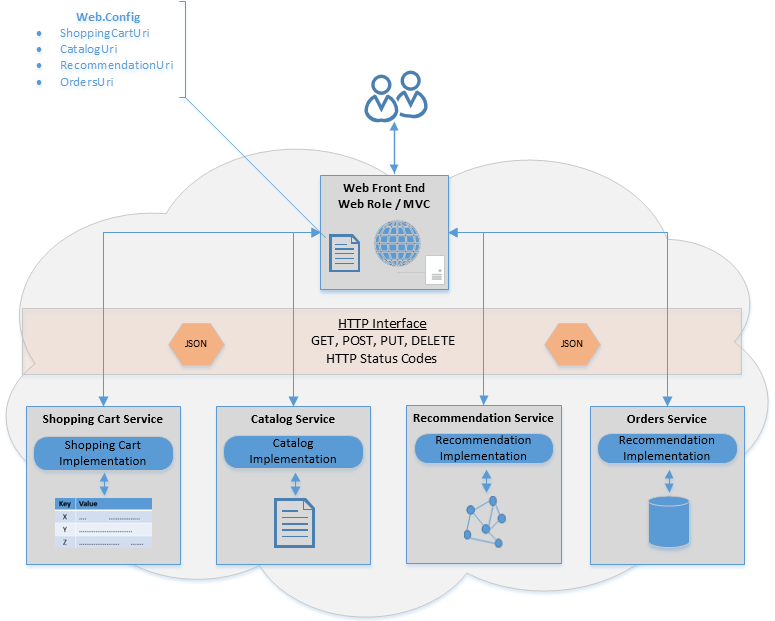 Web.Config
• ShoppingCartUri
• CatalogUri
• RecommendationUri
• OrdersUri
Web Front End
Web Role / MVC
HTTP Interface
GET, POST, PUT, DELETE
HTTP Status Codes
JSON
JSON
Shopping Cart Service
Shopping Cart
Implementation
Key Value
X .... ....................
Y .................................
Z .......................... ........
Catalog Service
Catalog
Implementation
Recommendation Service
Recommendation
Implementation
Orders Service
Recommendation
Implementation